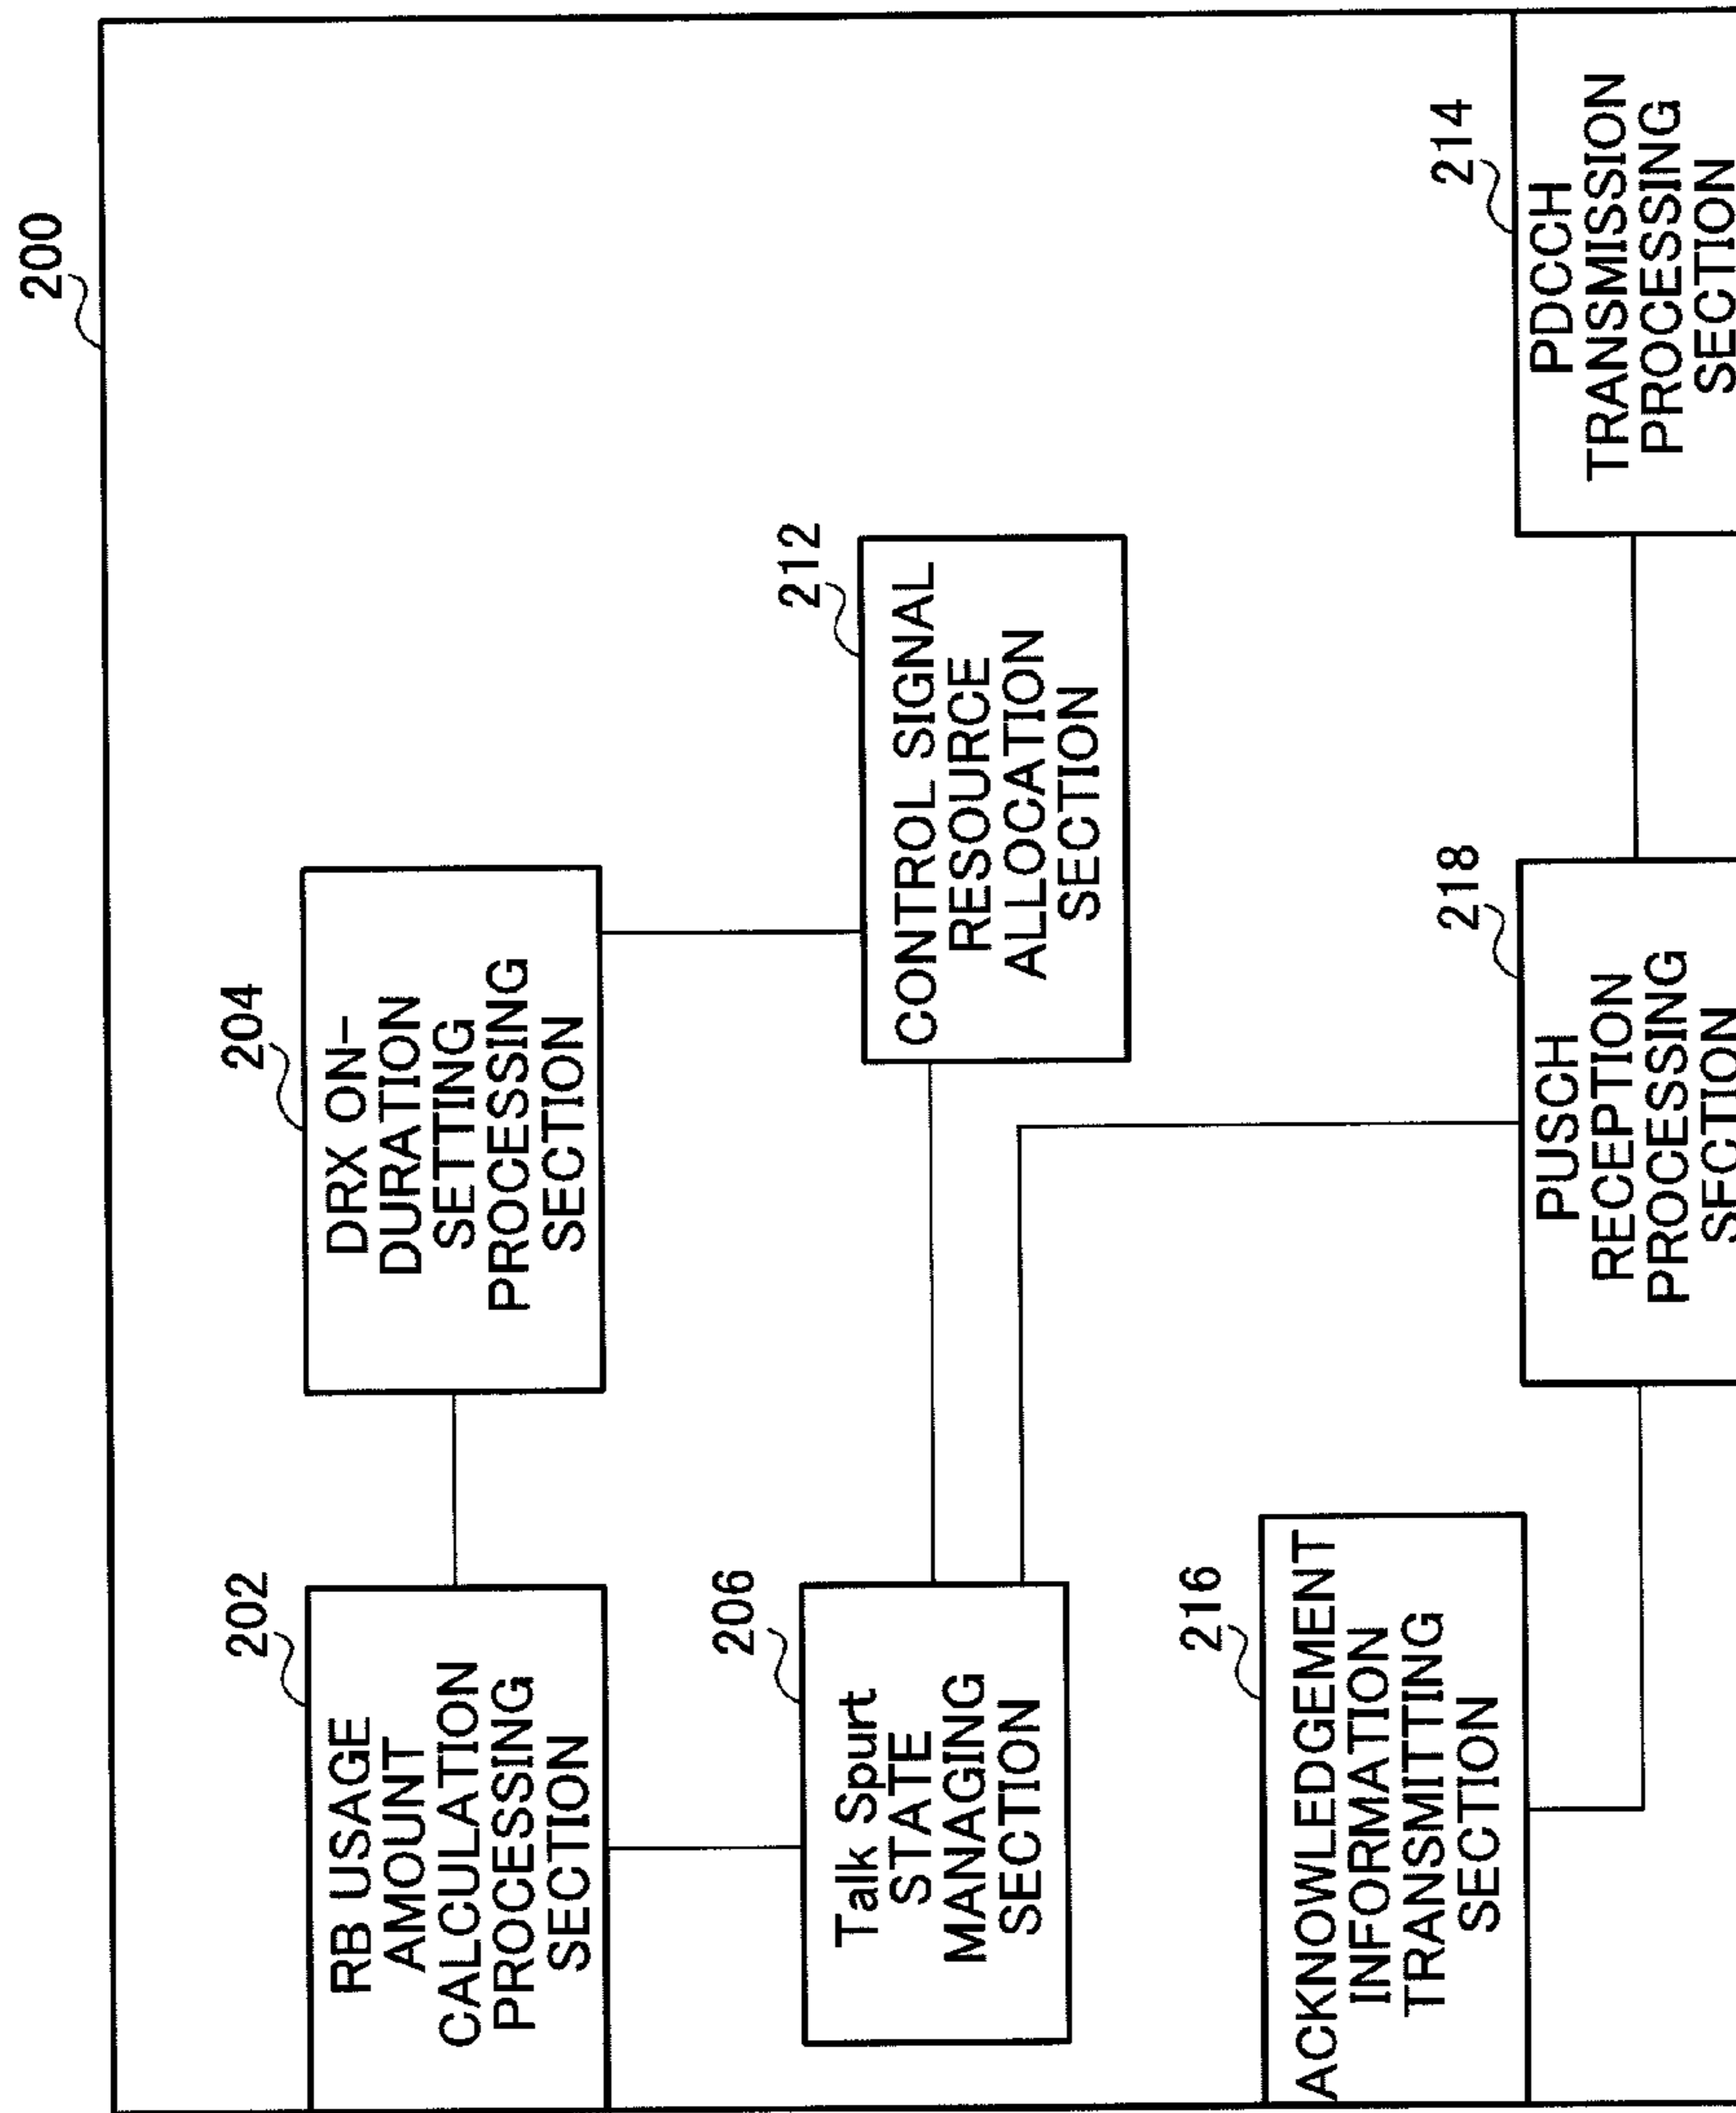 200
202
RB USAGE
AMOUNT
CALCULATION
PROCESSING
SECTION
204
DRX ON-
DURATION
SETTING
PROCESSING
SECTION
206
Talk Spurt
STATE
MANAGING
SECTION
212
CONTROL SIGNAL
RESOURCE
ALLOCATION
SECTION
216
ACKNOWLEDGEMENT
INFORMATION
TRANSMITTING
SECTION
218
PUSCH
RECEPTION
PROCESSING
SECTION
214
PDCCH
TRANSMISSION
PROCESSING
SECTION